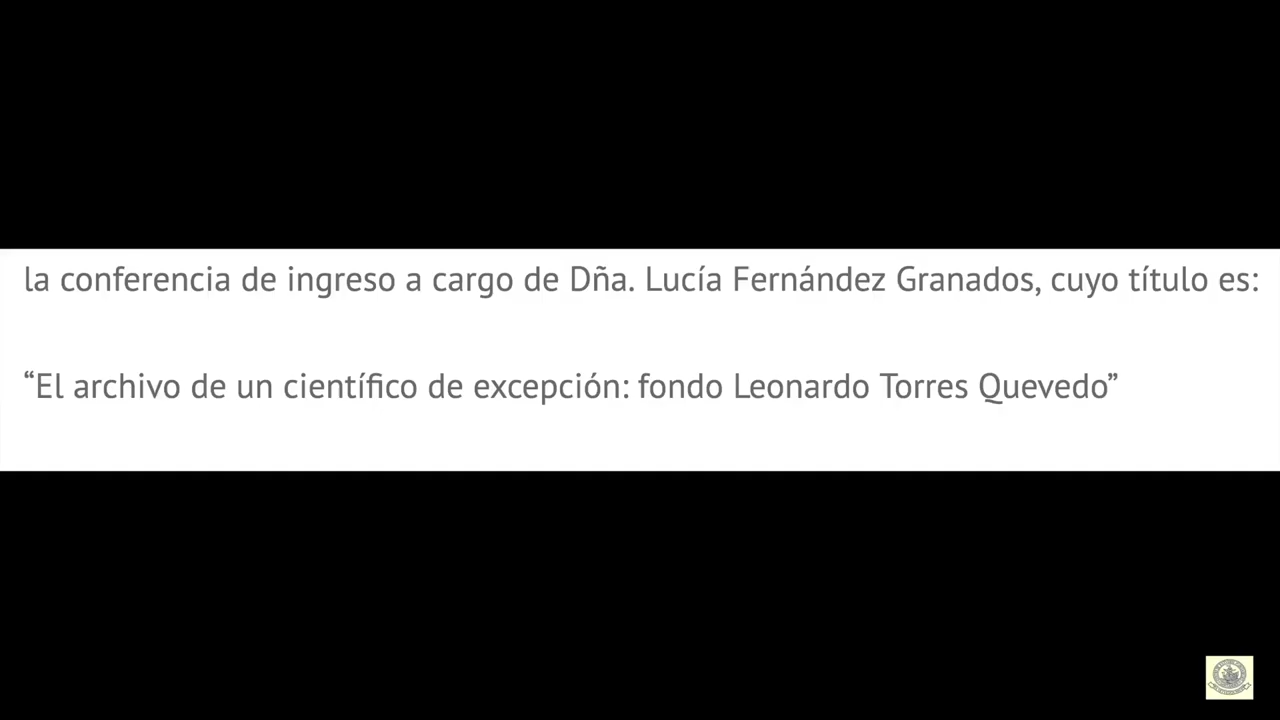 la conferencia de ingreso a cargo de Dña. Lucía Fernández Granados, cuyo título es:
“El archivo de un científico de excepción: fondo Leonardo Torres Quevedo”